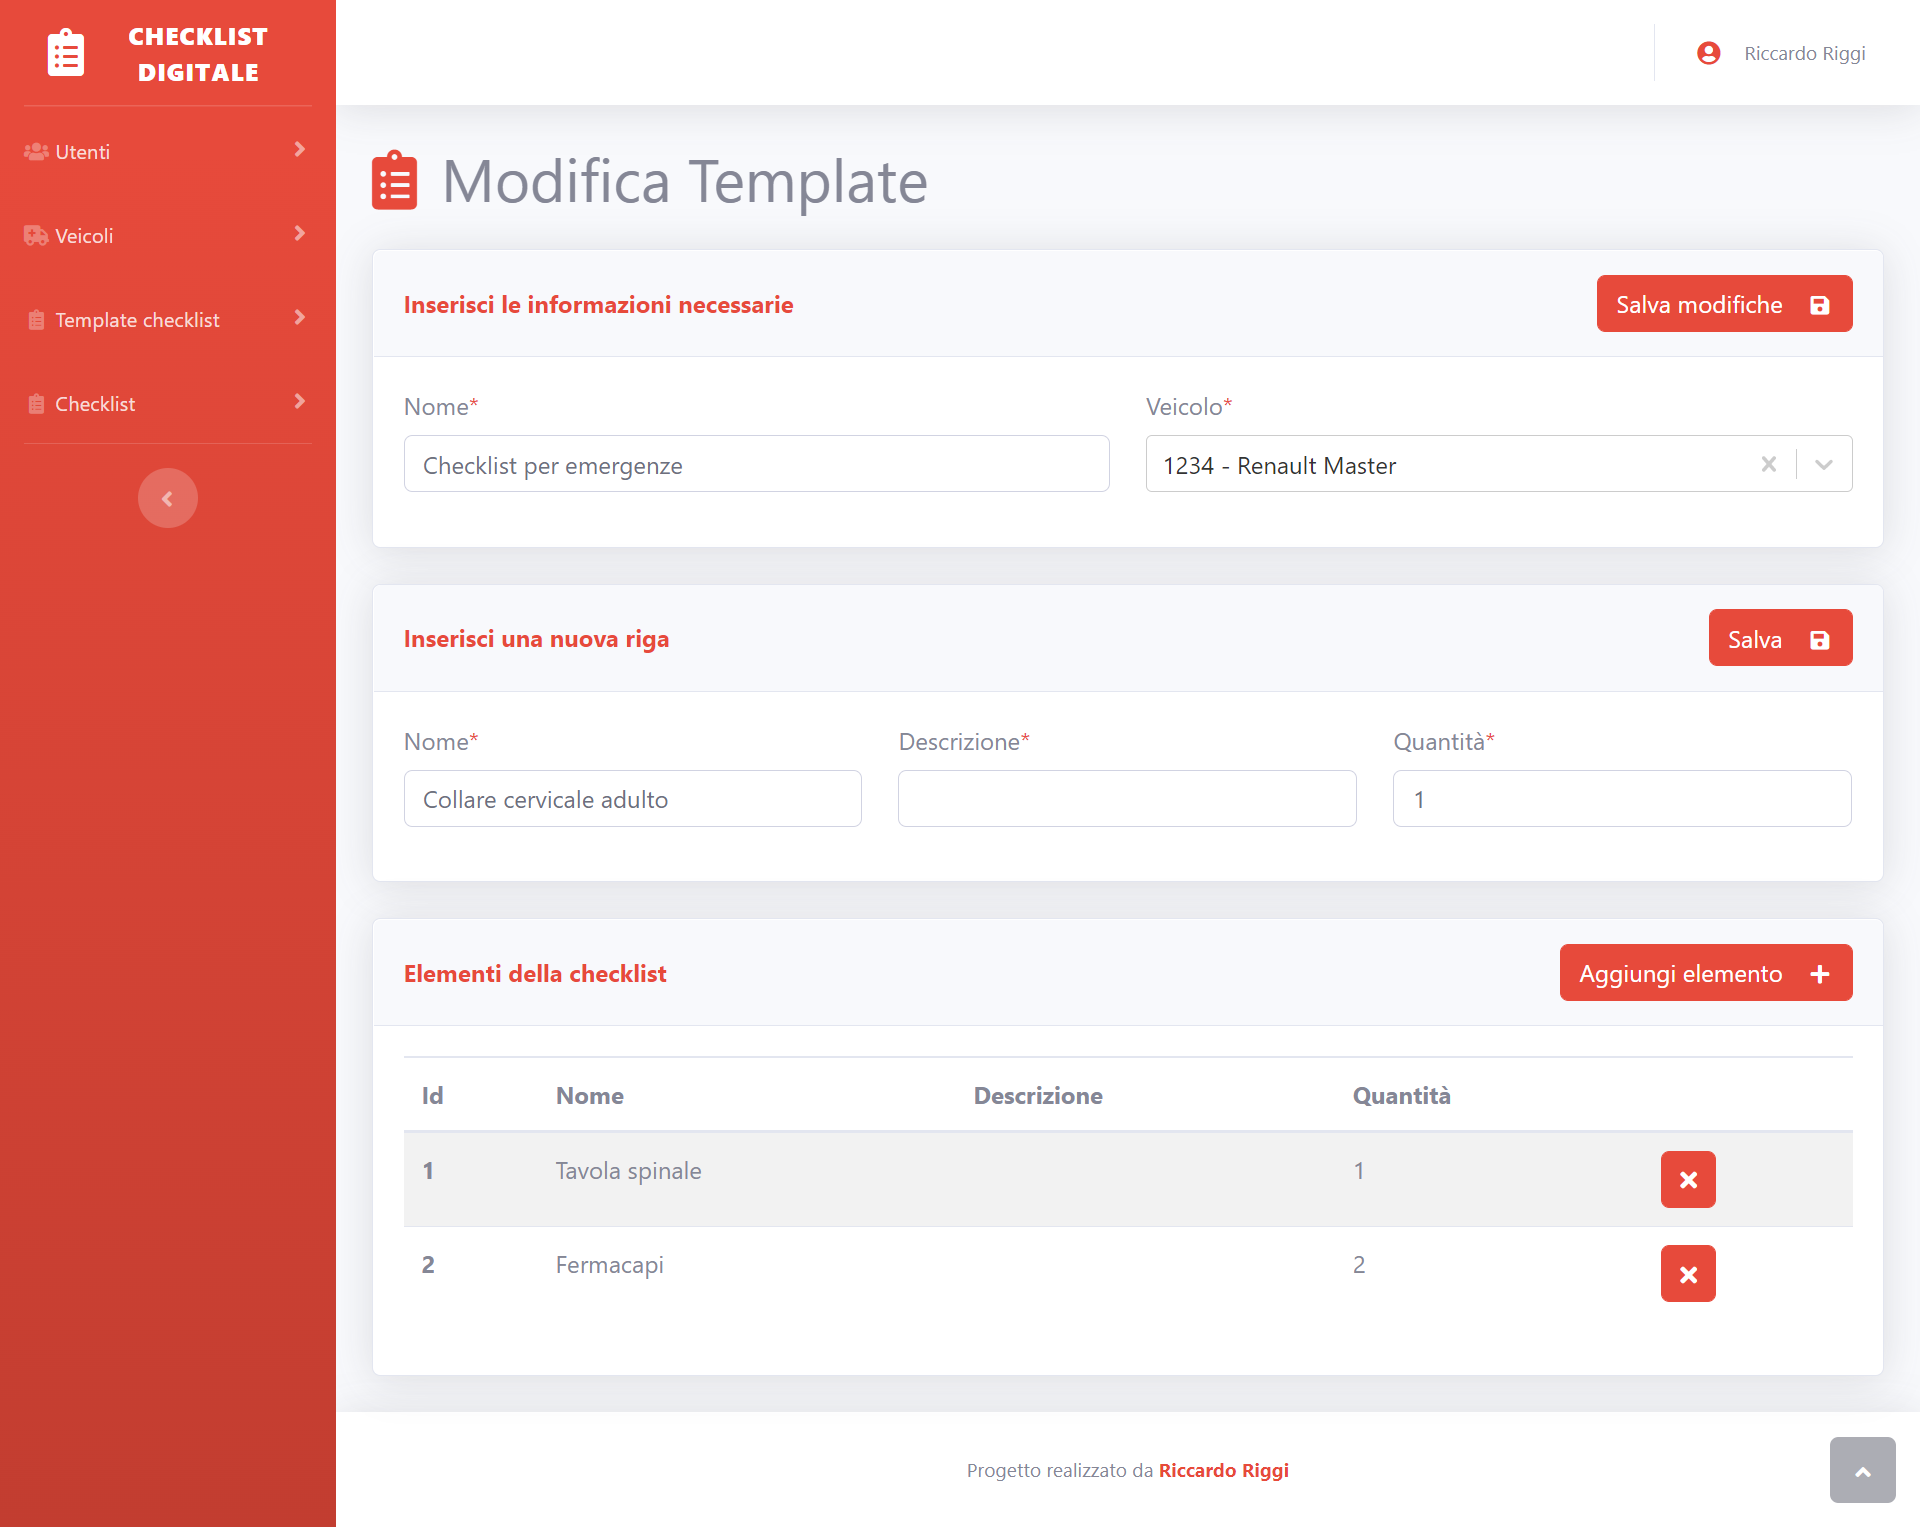 CHECKLIST
DIGITALE
Riccardo Riggi
Utenti
Veicoli
Template checklist
Checklist
Modifica Template
Inserisci le informazioni necessarie
Salva modifiche
Nome* Veicolo*
Checklist per emergenze 1234 - Renault Master
Inserisci una nuova riga
Salva
Nome* Descrizione* Quantità*
Collare cervicale adulto 1
Elementi della checklist
Aggiungi elemento
Id Nome Descrizione Quantità
1 Tavola spinale 1
2 Fermacapi 2
Progetto realizzato da Riccardo Riggi